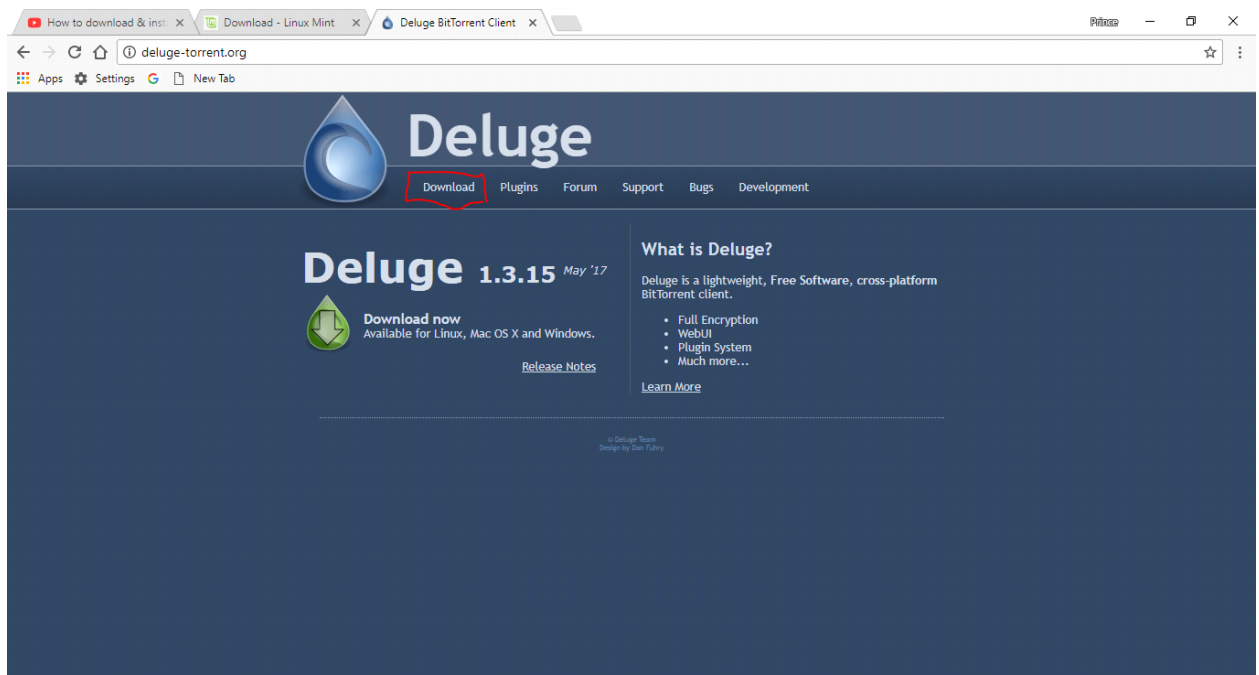 How to download & inst
Download - Linux Mint
Deluge BitTorrent Client
Prince
deluge-torrent.org
Apps Settings New Tab
Deluge
Download Plugins Forum Support Bugs Development
Deluge 1.3.15 May '17
Download now
Available for Linux, Mac OS X and Windows.
Release Notes
What is Deluge?
Deluge is a lightweight, Free Software, cross-platform
BitTorrent client.
• Full Encryption
• WebUI
• Plugin System
• Much more...
Learn More
© Deluge Team
Design by Dan Fuhry